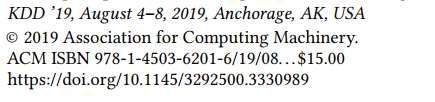 KDD ’19, August 4–8, 2019, Anchorage, AK, USA
© 2019 Association for Computing Machinery.
ACM ISBN 978-1-4503-6201-6/19/08...$15.00
https://doi.org/10.1145/3292500.3330989